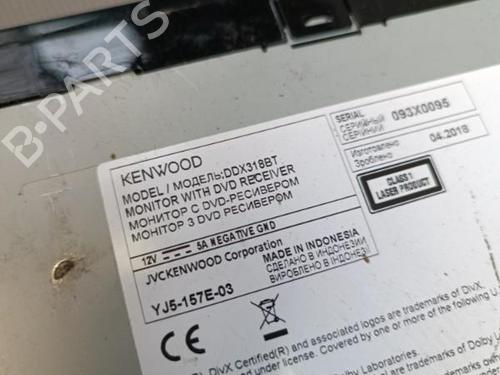 B-PARTS
KENWOOD
MODEL / МОДЕЛЬ:DDX318BT
MONITOR WITH DVD RECEIVER
МОНИТОР С DVD-РЕСИВЕРОМ
МОНІТОР З DVD РЕСИВЕРОМ
12V ⎓ 5A NEGATIVE GND
JVCKENWOOD Corporation
YJ5-157E-03
MADE IN INDONESIA
СДЕЛАНО В ИНДОНЕЗИИ
ВИРОБЛЕНО В ІНДОНЕЗІЇ
SERIAL
СЕРИЙНЫЙ
СЕРІЙНИЙ
093X0095
Изготовлено
Зроблено
04.2018
CLASS 1
LASER PRODUCT
CE
DivX Certified(R) and associated logos are trademarks of DivX,
used under license. Covered by one or more of the following U.
trademarks of Dolby
Dolby Laboratories.